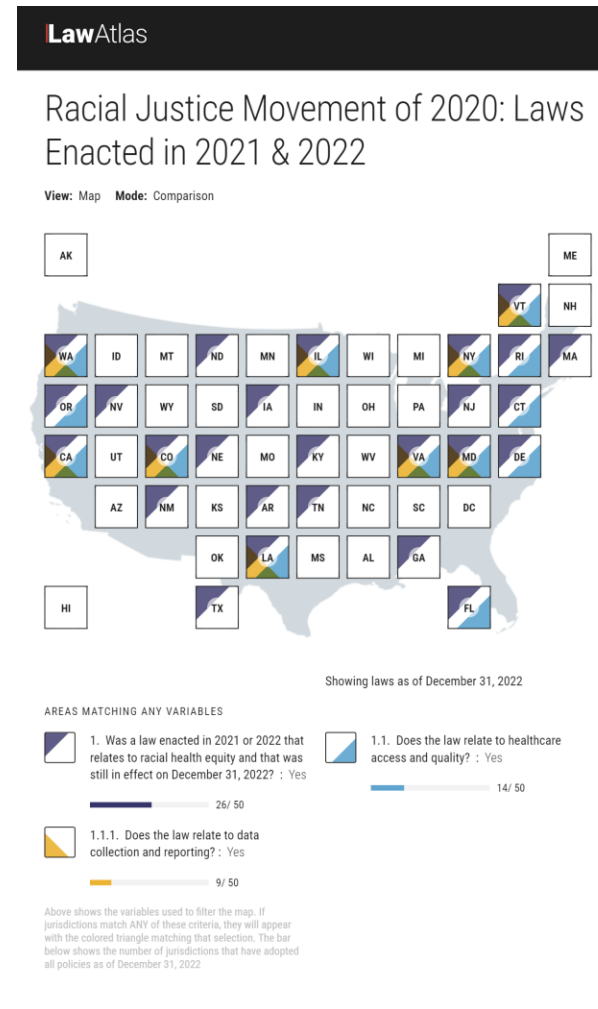 LawAtlas
Racial Justice Movement of 2020: Laws
Enacted in 2021 & 2022
View: Map Mode: Comparison
AK ME
VT NH
WA ID MT ND MN IL WI MI NY RI MA
OR NV WY SD IA IN OH PA NJ CT
CA UT CO NE MO KY WV VA MD DE
AZ NM KS AR TN NC SC DC
OK LA MS AL GA
HI TX FL
Showing laws as of December 31, 2022
AREAS MATCHING ANY VARIABLES
1. Was a law enacted in 2021 or 2022 that
relates to racial health equity and that was
still in effect on December 31, 2022? : Yes
26/ 50
1.1. Does the law relate to healthcare
access and quality? : Yes
14/ 50
1.1.1. Does the law relate to data
collection and reporting? : Yes
9/ 50
Above shows the variables used to filter the map. If
jurisdictions match ANY of these criteria, they will appear
with the colored triangle matching that selection. The bar
below shows the number of jurisdictions that have adopted
all policies as of December 31, 2022